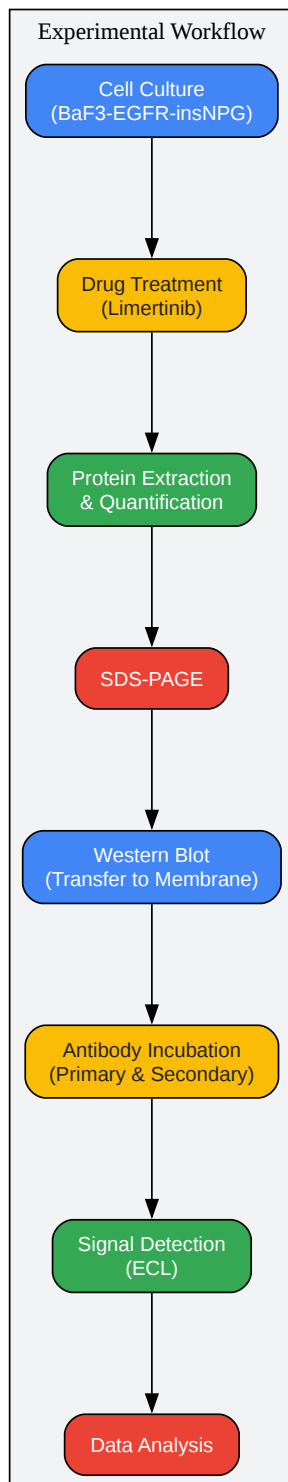 Experimental Workflow
Cell Culture
(BaF3-EGFR-insNPG)
Drug Treatment
(Limertinib)
Protein Extraction
& Quantification
SDS-PAGE
Western Blot
(Transfer to Membrane)
Antibody Incubation
(Primary & Secondary)
Signal Detection
(ECL)
Data Analysis